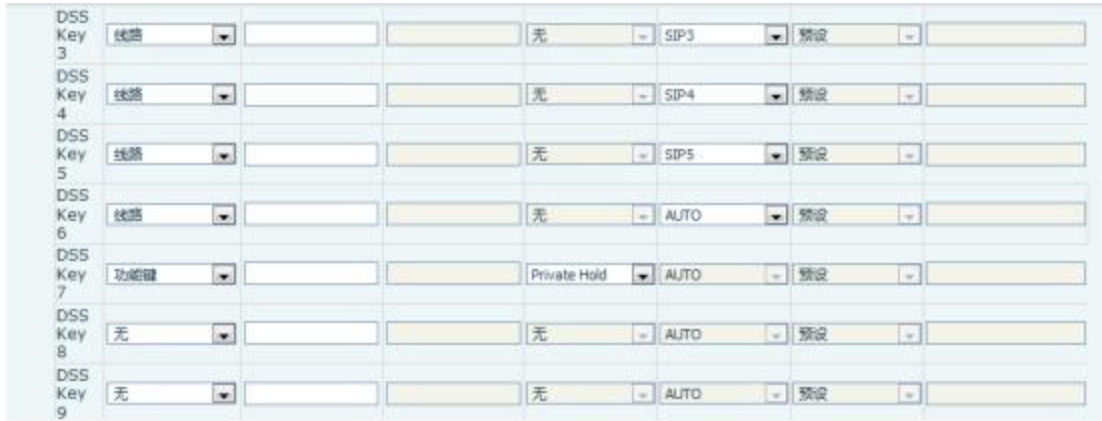 DSS Key 3 线路 无 SIP3 预设
DSS Key 4 线路 无 SIP4 预设
DSS Key 5 线路 无 SIP5 预设
DSS Key 6 线路 无 AUTO 预设
DSS Key 7 功能键 Private Hold AUTO 预设
DSS Key 8 无 无 AUTO 预设
DSS Key 9 无 无 AUTO 预设